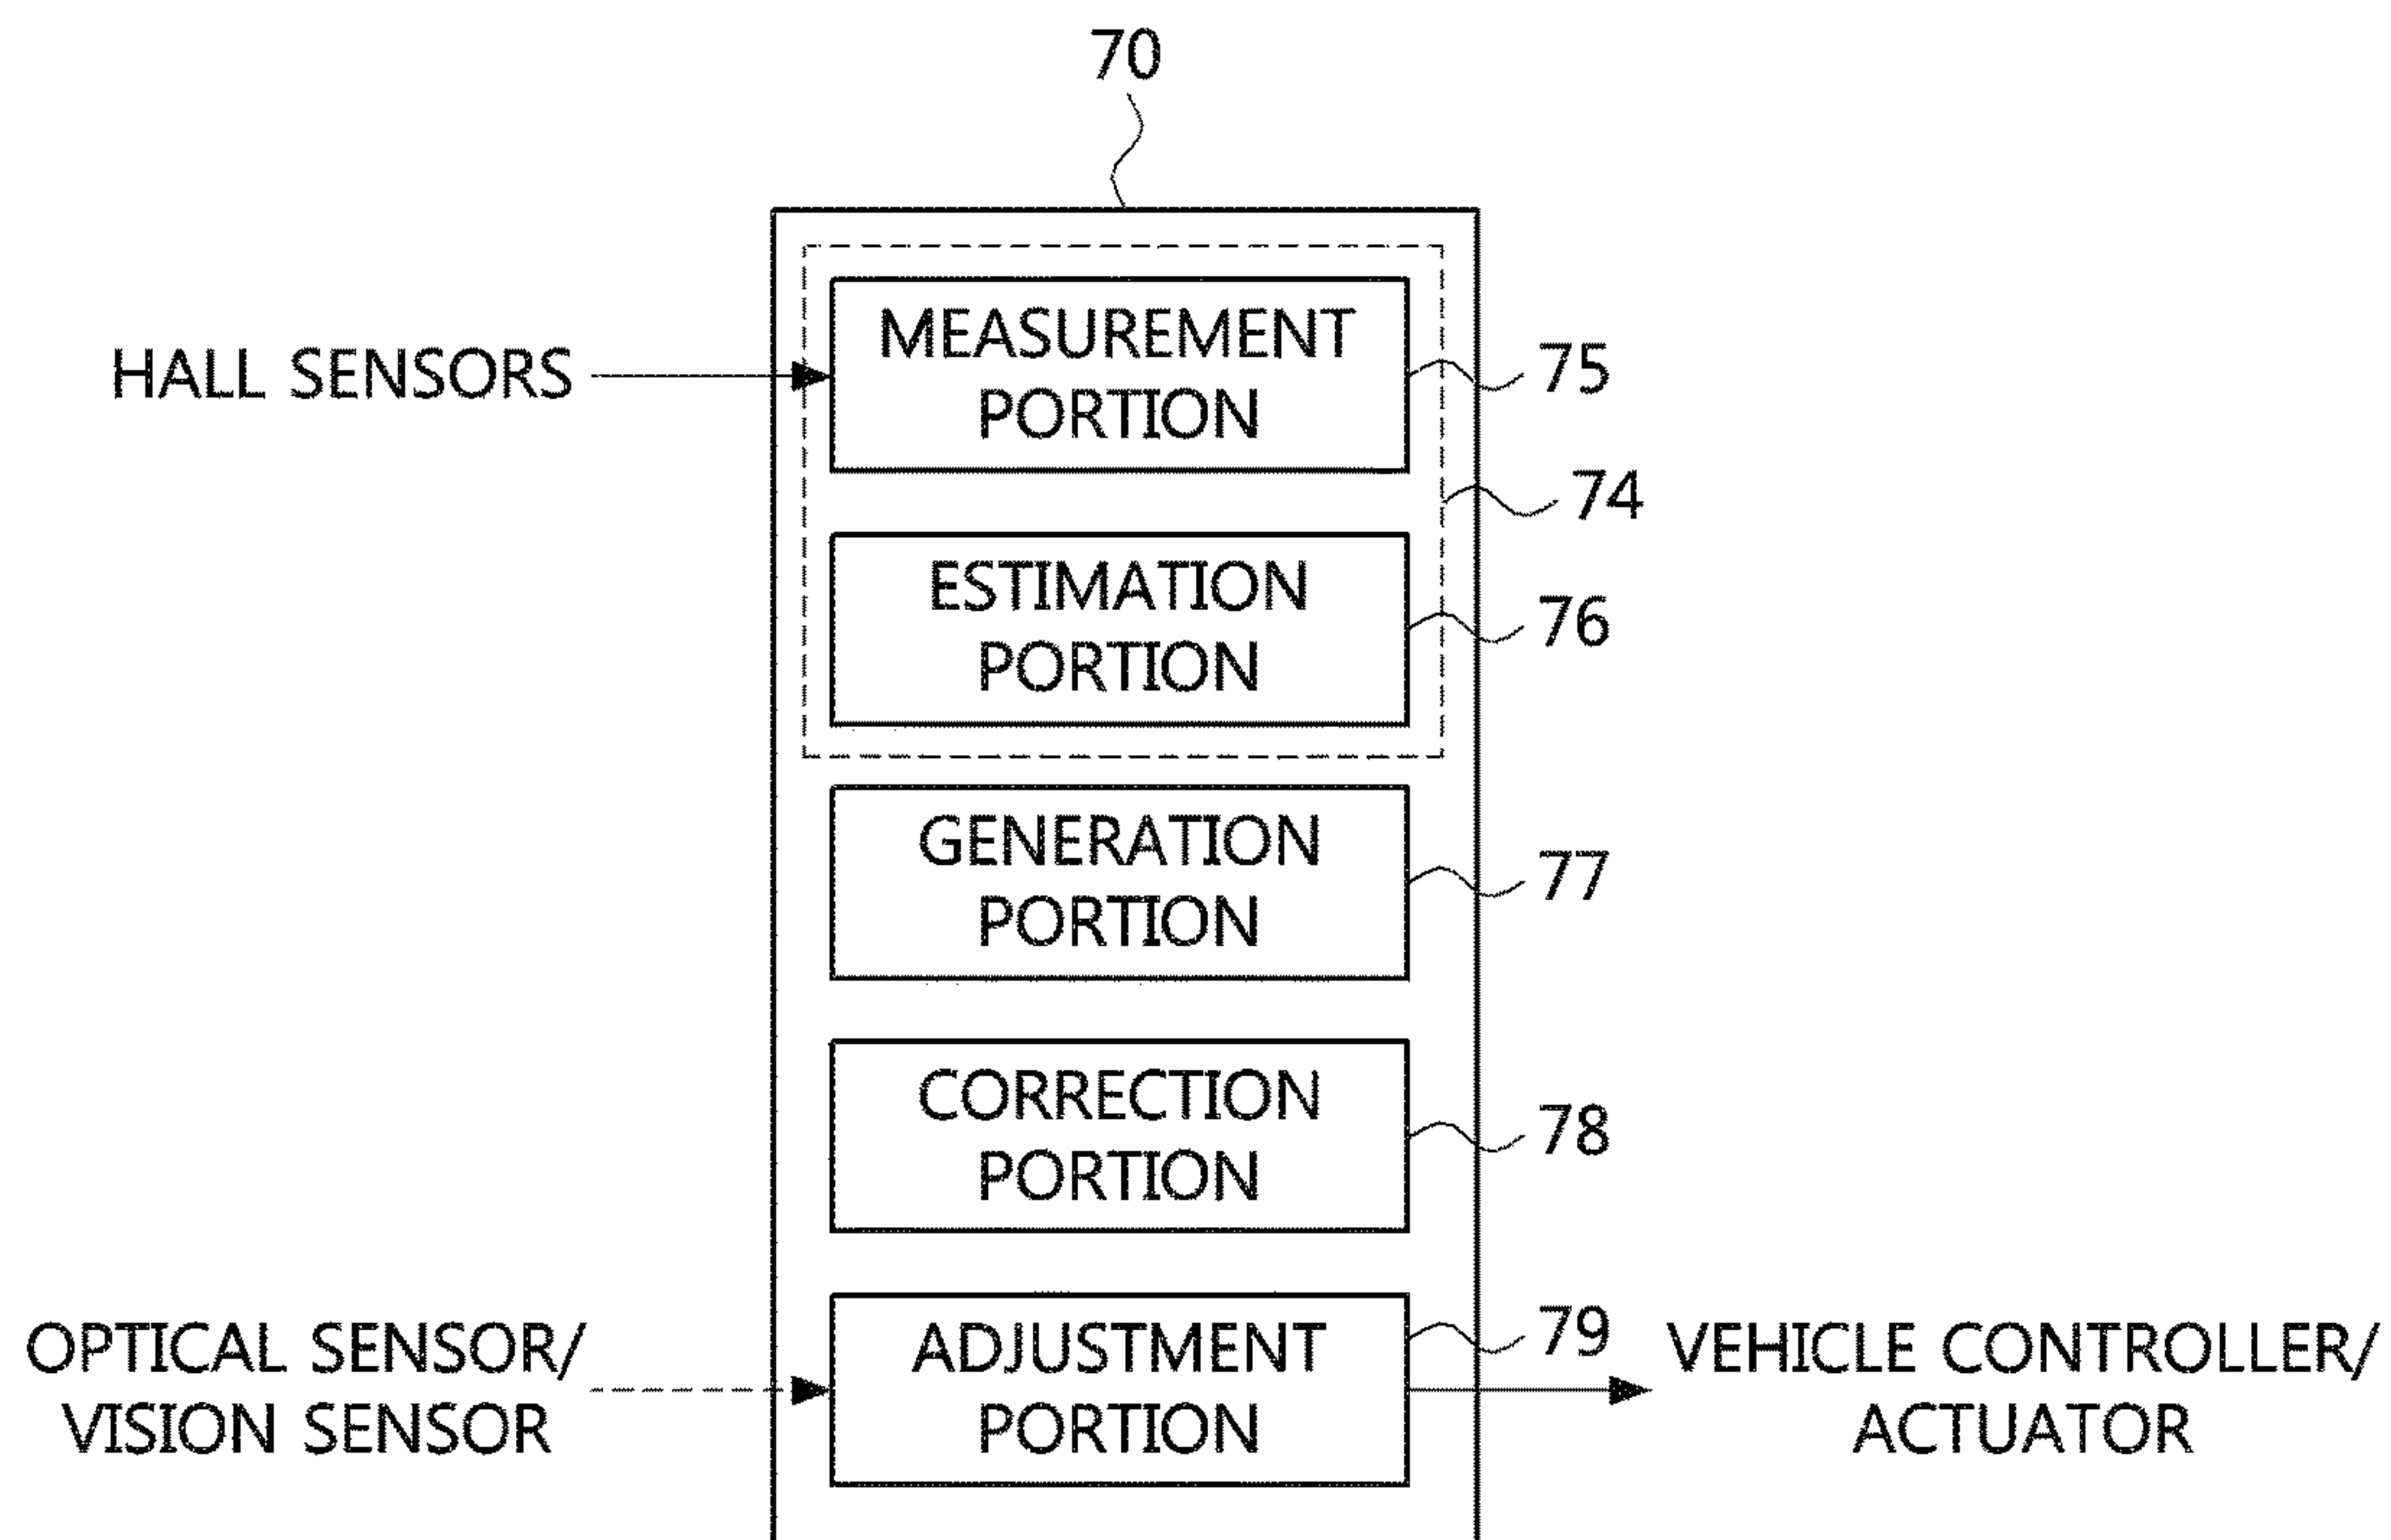 70
HALL SENSORS
MEASUREMENT
PORTION
75
74
ESTIMATION
PORTION
76
GENERATION
PORTION
77
CORRECTION
PORTION
78
OPTICAL SENSOR/
VISION SENSOR
ADJUSTMENT
PORTION
79
VEHICLE CONTROLLER/
ACTUATOR